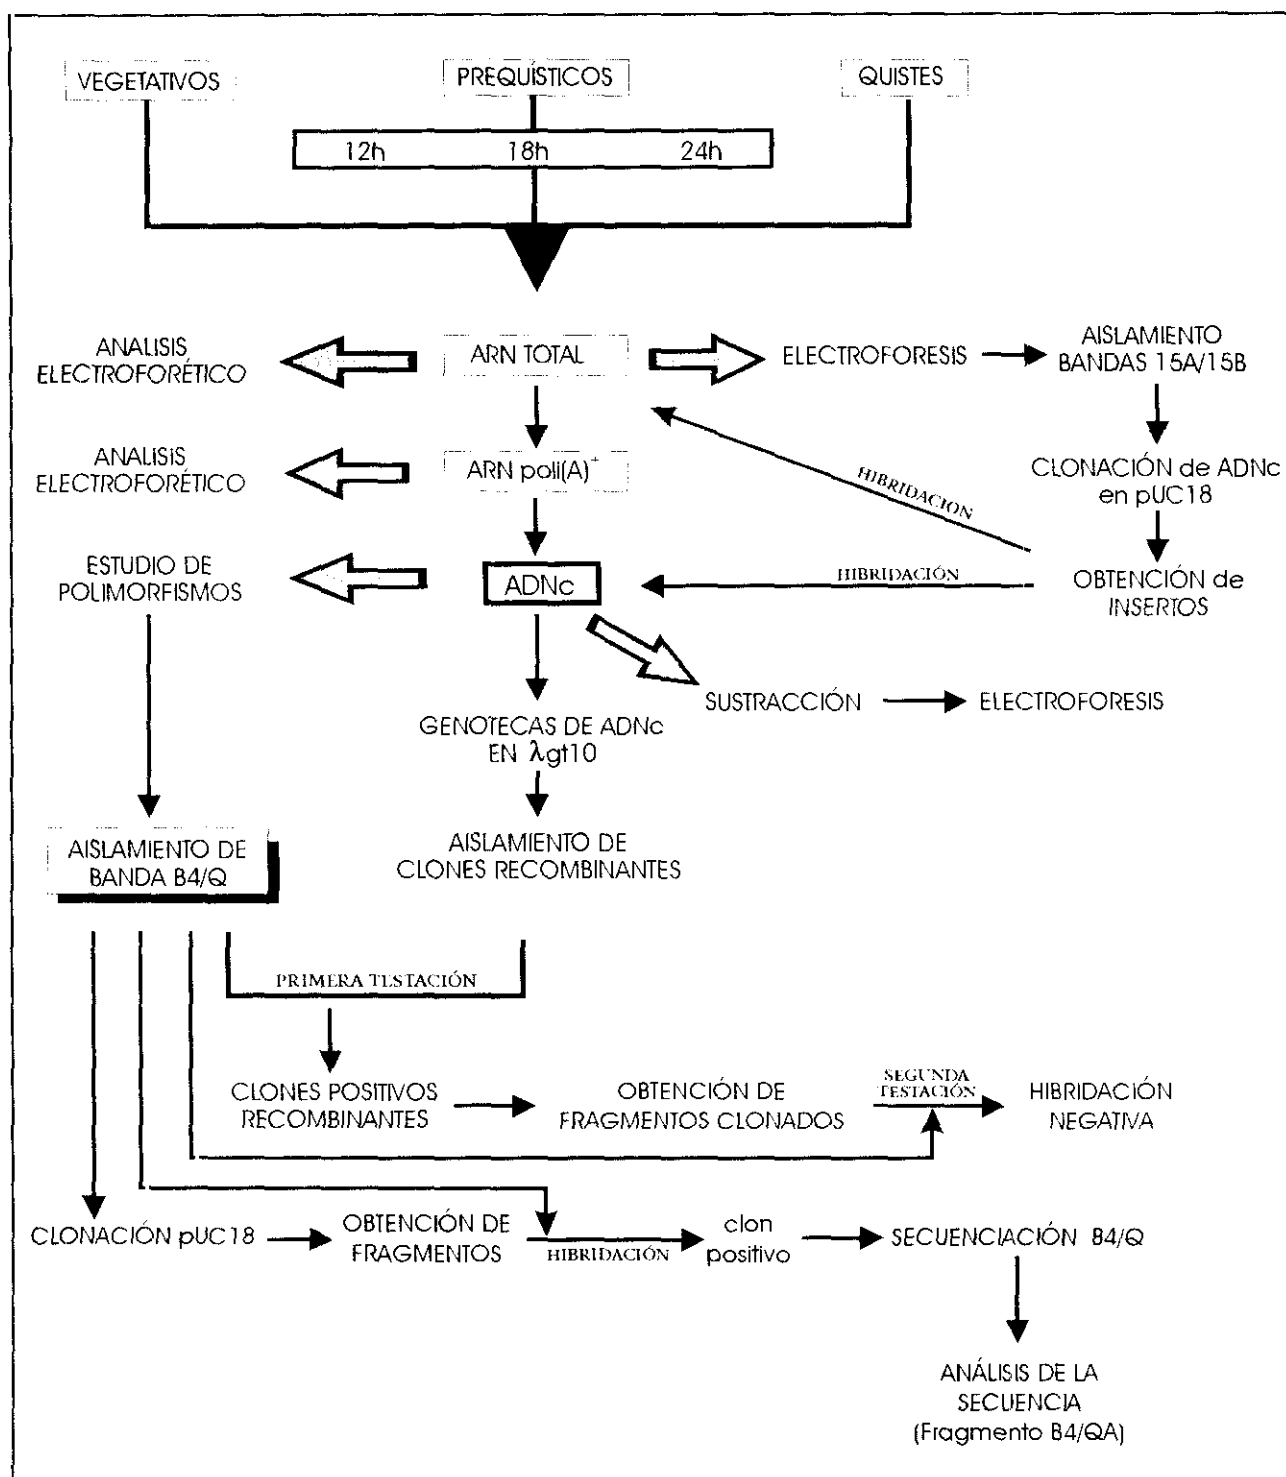 VEGETATIVOS
PREQUÍSTICOS
QUISTES
12h 18h 24h
ANALISIS
ELECTROFORÉTICO
ARN TOTAL
ELECTROFORESIS
AISLAMIENTO
BANDAS 15A/15B
ANALISIS
ELECTROFORÉTICO
ARN poli(A)+
HIBRIDACION
CLONACIÓN de ADNc
en pUC18
ESTUDIO DE
POLIMORFISMOS
ADNc
HIBRIDACIÓN
OBTENCIÓN de
INSERTOS
SUSTRACCIÓN
ELECTROFORESIS
GENOTECAS DE ADNc
EN λgt10
AISLAMIENTO DE
BANDA B4/Q
AISLAMIENTO DE
CLONES RECOMBINANTES
PRIMERA TESTACIÓN
CLONES POSITIVOS
RECOMBINANTES
OBTENCIÓN DE
FRAGMENTOS CLONADOS
SEGUNDA
TESTACIÓN
HIBRIDACIÓN
NEGATIVA
CLONACIÓN pUC18
OBTENCIÓN DE
FRAGMENTOS
HIBRIDACIÓN
clon
positivo
SECUENCIACIÓN B4/Q
ANÁLISIS DE LA
SECUENCIA
(Fragmento B4/QA)